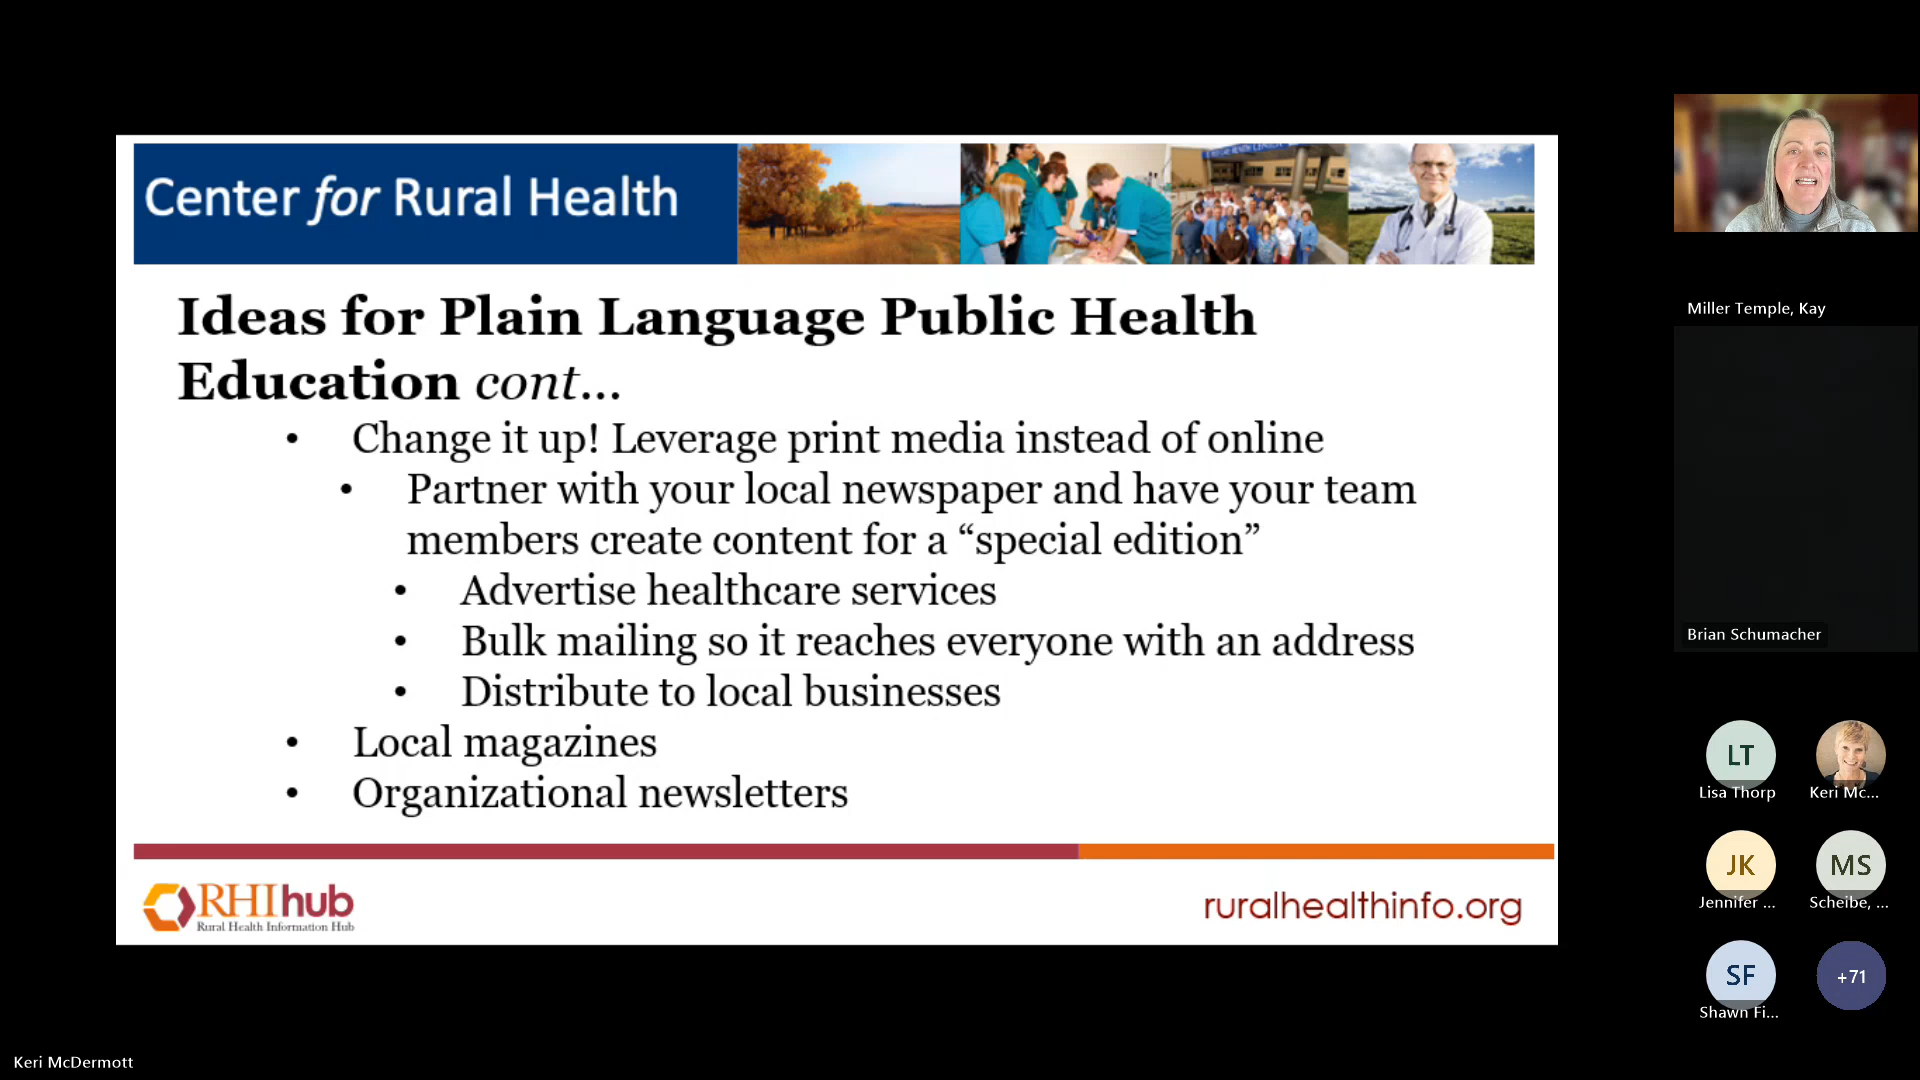 Center for Rural Health
Ideas for Plain Language Public Health
Education cont...
• Change it up! Leverage print media instead of online
• Partner with your local newspaper and have your team
members create content for a “special edition”
• Advertise healthcare services
• Bulk mailing so it reaches everyone with an address
• Distribute to local businesses
• Local magazines
• Organizational newsletters
RHIhub
Rural Health Information Hub
ruralhealthinfo.org
Miller Temple, Kay
Brian Schumacher
LT
Lisa Thorp
Keri Mc...
JK
Jennifer ...
MS
Scheibe, ...
SF
Shawn Fi...
+71
Keri McDermott